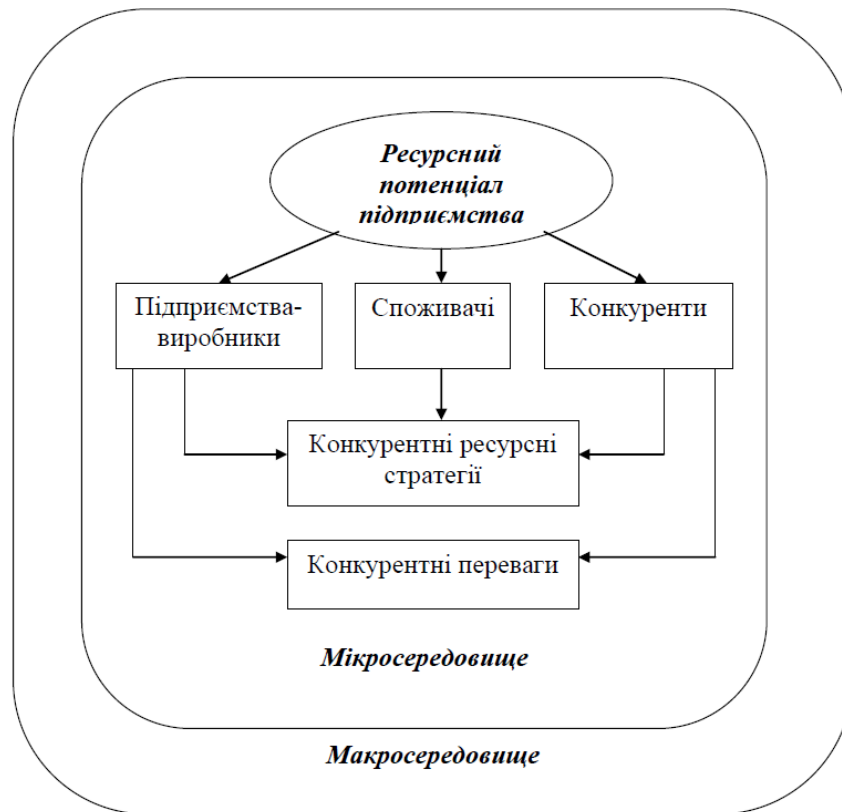 Ресурсний
потенціал
підприємства
Підприємства-
виробники
Споживачі
Конкуренти
Конкурентні ресурсні
стратегії
Конкурентні переваги
Мікросередовище
Макросередовище